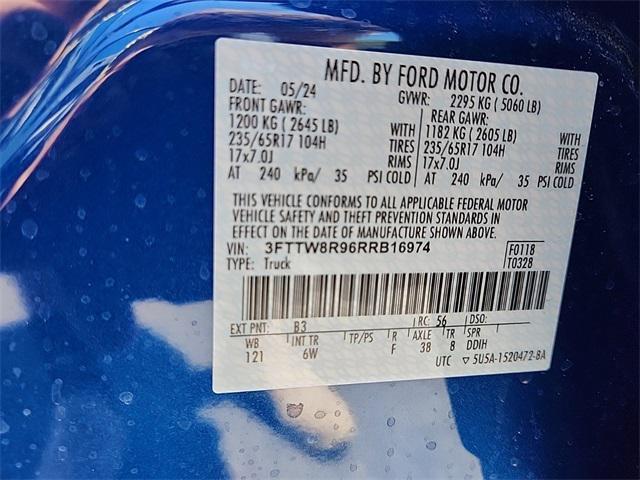 MFD. BY FORD MOTOR CO.
DATE: 05/24 GVWR: 2295 KG ( 5060 LB)
FRONT GAWR: REAR GAWR:
1200 KG ( 2645 LB) WITH 1182 KG ( 2605 LB) WITH
235/65R17 104H TIRES 235/65R17 104H TIRES
17x7.0J RIMS 17x7.0J RIMS
AT 240 kPa/ 35 PSI COLD AT 240 kPa/ 35 PSI COLD
THIS VEHICLE CONFORMS TO ALL APPLICABLE FEDERAL MOTOR
VEHICLE SAFETY AND THEFT PREVENTION STANDARDS IN
EFFECT ON THE DATE OF MANUFACTURE SHOWN ABOVE.
VIN: 3FTTW8R96RRB16974 F0118
TYPE: Truck T0328
EXT PNT: B3 RC: 56 DSO:
WB INT TR TP/PS R AXLE TR SPR
121 6W F 38 8 DDIH
UTC ▽ 5U5A-1520472-BA